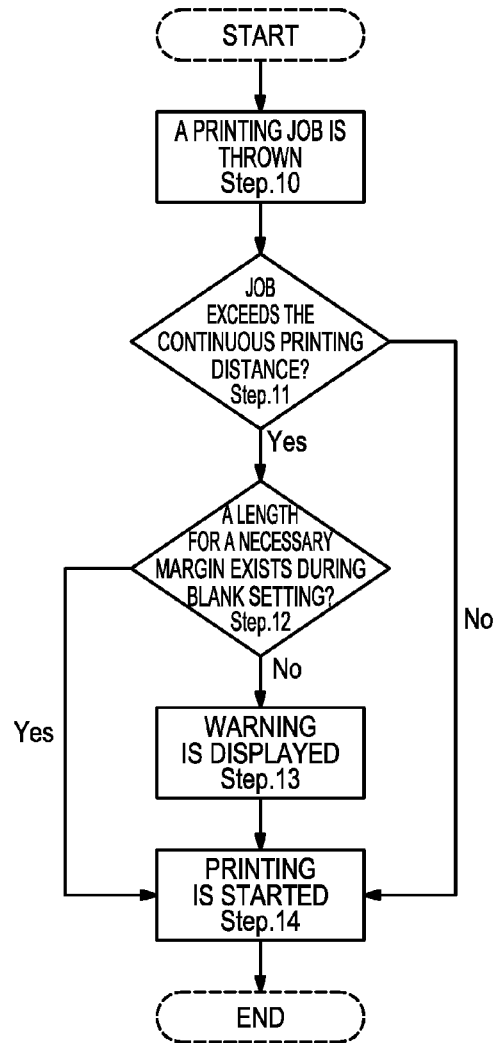 START
A PRINTING JOB IS
THROWN
Step.10
JOB
EXCEEDS THE
CONTINUOUS PRINTING
DISTANCE?
Step.11
Yes
A LENGTH
FOR A NECESSARY
MARGIN EXISTS DURING
BLANK SETTING?
Step.12
No
No
Yes
WARNING
IS DISPLAYED
Step.13
PRINTING
IS STARTED
Step.14
END